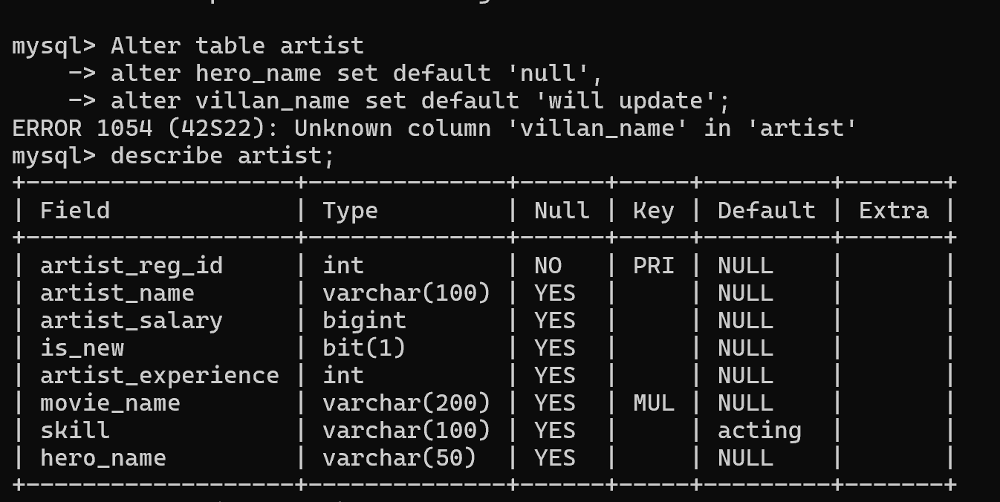 mysql> Alter table artist
    -> alter hero_name set default 'null',
    -> alter villan_name set default 'will update';
ERROR 1054 (42S22): Unknown column 'villan_name' in 'artist'
mysql> describe artist;
+-------------------+--------------+------+-----+---------+-------+
| Field             | Type         | Null | Key | Default | Extra |
+-------------------+--------------+------+-----+---------+-------+
| artist_reg_id     | int          | NO   | PRI | NULL    |       |
| artist_name       | varchar(100) | YES  |     | NULL    |       |
| artist_salary     | bigint       | YES  |     | NULL    |       |
| is_new            | bit(1)       | YES  |     | NULL    |       |
| artist_experience | int          | YES  |     | NULL    |       |
| movie_name        | varchar(200) | YES  | MUL | NULL    |       |
| skill             | varchar(100) | YES  |     | acting  |       |
| hero_name         | varchar(50)  | YES  |     | NULL    |       |
+-------------------+--------------+------+-----+---------+-------+